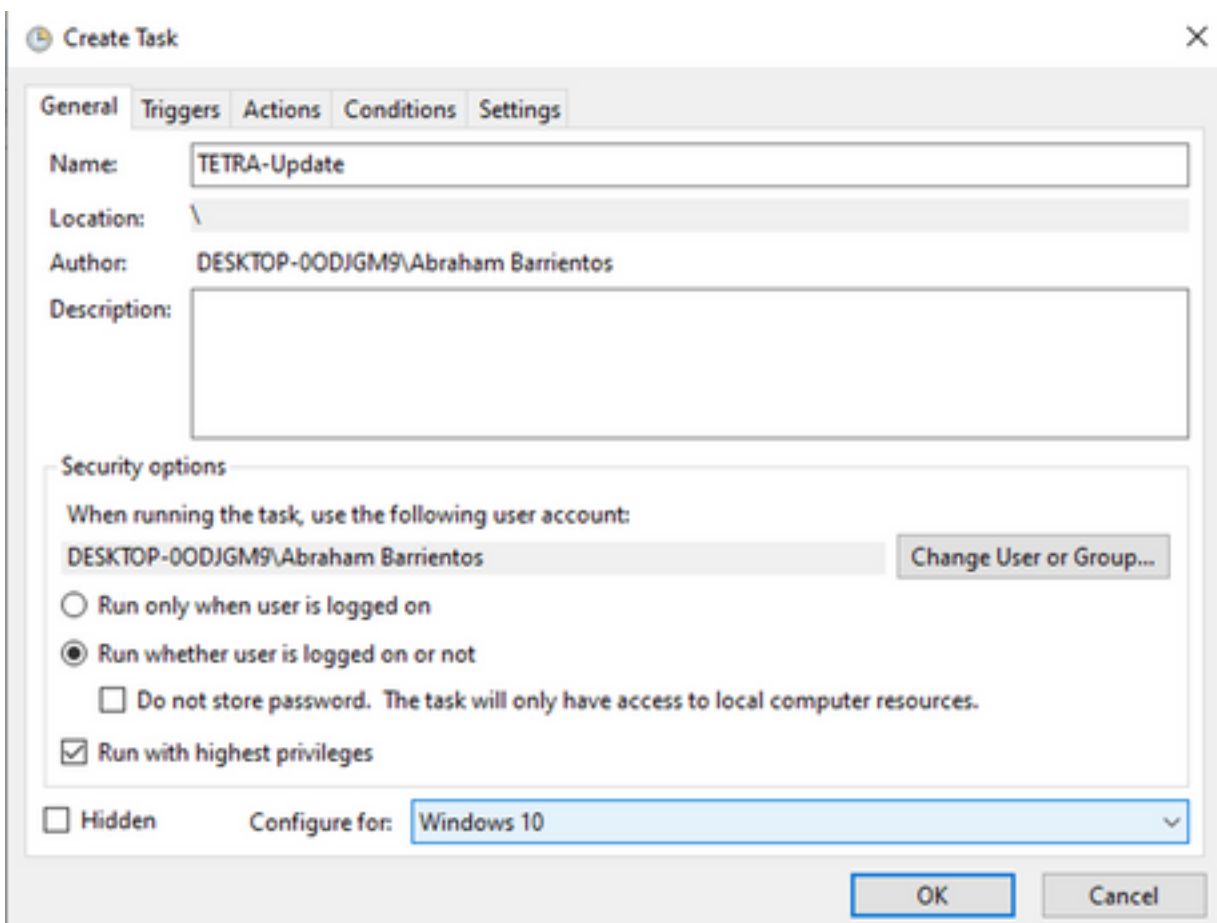 Create Task
General Triggers Actions Conditions Settings
Name: TETRA-Update
Location: \
Author: DESKTOP-0ODJGM9\Abraham Barrientos
Description:
Security options
When running the task, use the following user account:
DESKTOP-0ODJGM9\Abraham Barrientos Change User or Group...
Run only when user is logged on
Run whether user is logged on or not
Do not store password. The task will only have access to local computer resources.
Run with highest privileges
Hidden Configure for: Windows 10
OK Cancel